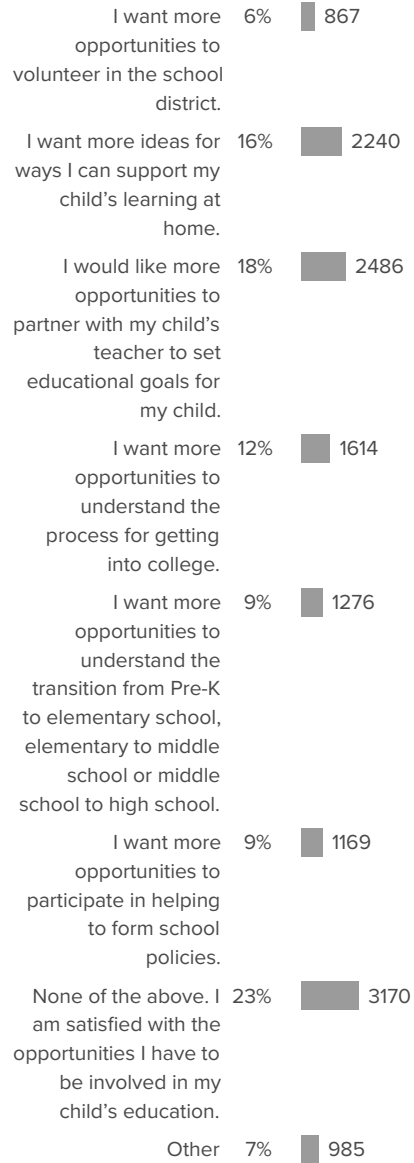 I want more 6% 867
opportunities to
volunteer in the school
district.
I want more ideas for 16% 2240
ways I can support my
child’s learning at
home.
I would like more 18% 2486
opportunities to
partner with my child’s
teacher to set
educational goals for
my child.
I want more 12% 1614
opportunities to
understand the
process for getting
into college.
I want more 9% 1276
opportunities to
understand the
transition from Pre-K
to elementary school,
elementary to middle
school or middle
school to high school.
I want more 9% 1169
opportunities to
participate in helping
to form school
policies.
None of the above. I 23% 3170
am satisfied with the
opportunities I have to
be involved in my
child’s education.
Other 7% 985